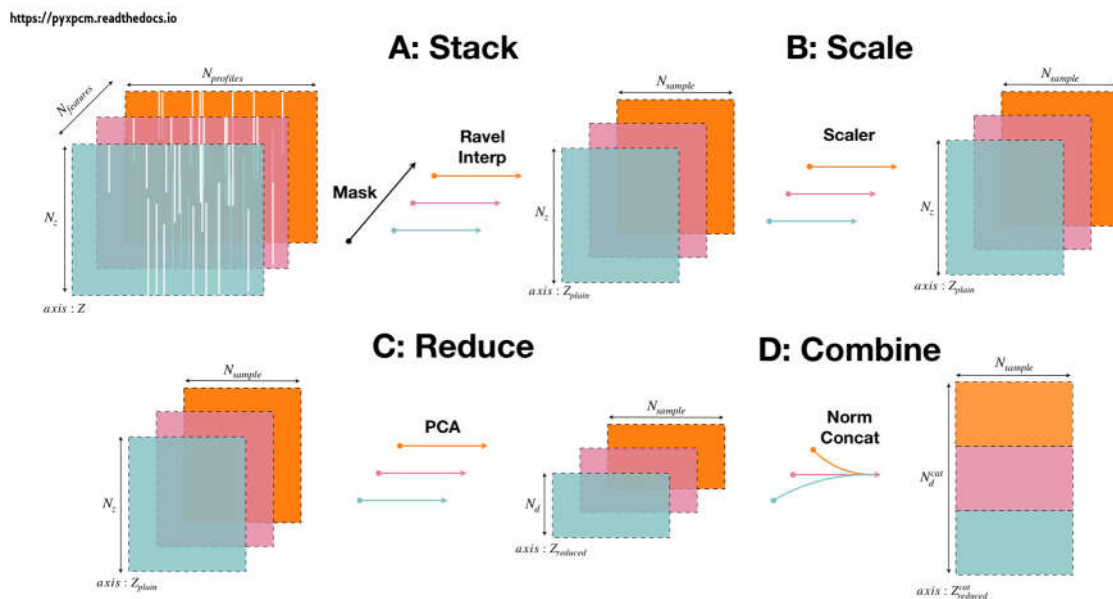 https://pyxpcm.readthedocs.io
A: Stack
B: Scale
N_profiles
N_features
N_z
axis : Z
Mask
Ravel
Interp
N_sample
N_z
axis : Z_plain
Scaler
N_sample
N_z
axis : Z_plain
C: Reduce
D: Combine
N_sample
N_z
axis : Z_plain
PCA
N_sample
N_d
axis : Z_reduced
Norm
Concat
N_sample
N_d^cat
axis : Z_reduced^cat